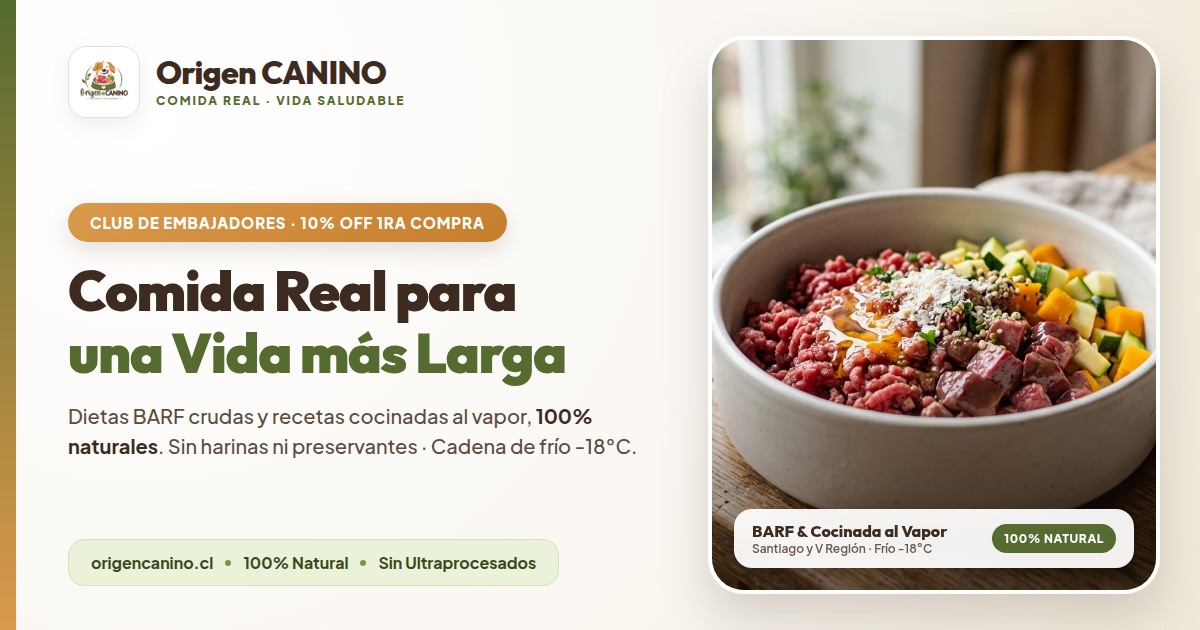 Origen CANINO
Origen CANINO
COMIDA REAL · VIDA SALUDABLE
CLUB DE EMBAJADORES · 10% OFF 1RA COMPRA
Comida Real para
una Vida más Larga
Dietas BARF crudas y recetas cocinadas al vapor, 100%
naturales. Sin harinas ni preservantes · Cadena de frío -18°C.
origencanino.cl • 100% Natural • Sin Ultraprocesados
BARF & Cocinada al Vapor
Santiago y V Región · Frío -18°C
100% NATURAL